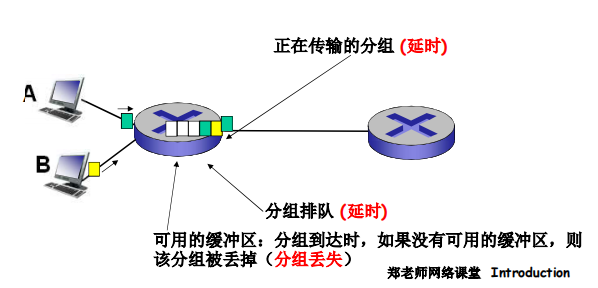 正在传输的分组 (延时)
A
B
分组排队 (延时)
可用的缓冲区：分组到达时，如果没有可用的缓冲区，则
该分组被丢掉（分组丢失）
郑老师网络课堂 Introduction